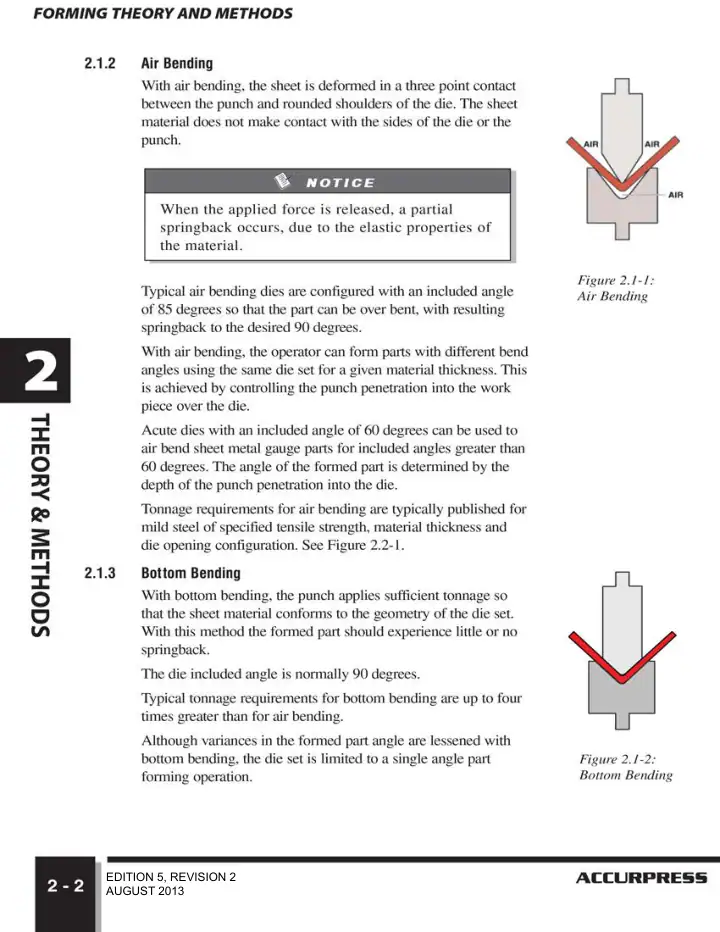 FORMING THEORY AND METHODS
2.1.2 Air Bending
With air bending, the sheet is deformed in a three point contact
between the punch and rounded shoulders of the die. The sheet
material does not make contact with the sides of the die or the
punch.
AIR AIR
AIR
NOTICE
When the applied force is released, a partial
springback occurs, due to the elastic properties of
the material.
Figure 2.1-1:
Air Bending
Typical air bending dies are configured with an included angle
of 85 degrees so that the part can be over bent, with resulting
springback to the desired 90 degrees.
With air bending, the operator can form parts with different bend
angles using the same die set for a given material thickness. This
is achieved by controlling the punch penetration into the work
piece over the die.
Acute dies with an included angle of 60 degrees can be used to
air bend sheet metal gauge parts for included angles greater than
60 degrees. The angle of the formed part is determined by the
depth of the punch penetration into the die.
Tonnage requirements for air bending are typically published for
mild steel of specified tensile strength, material thickness and
die opening configuration. See Figure 2.2-1.
2
THEORY & METHODS
2.1.3 Bottom Bending
With bottom bending, the punch applies sufficient tonnage so
that the sheet material conforms to the geometry of the die set.
With this method the formed part should experience little or no
springback.
The die included angle is normally 90 degrees.
Typical tonnage requirements for bottom bending are up to four
times greater than for air bending.
Although variances in the formed part angle are lessened with
bottom bending, the die set is limited to a single angle part
forming operation.
Figure 2.1-2:
Bottom Bending
2 - 2
EDITION 5, REVISION 2
AUGUST 2013
ACCURPRESS